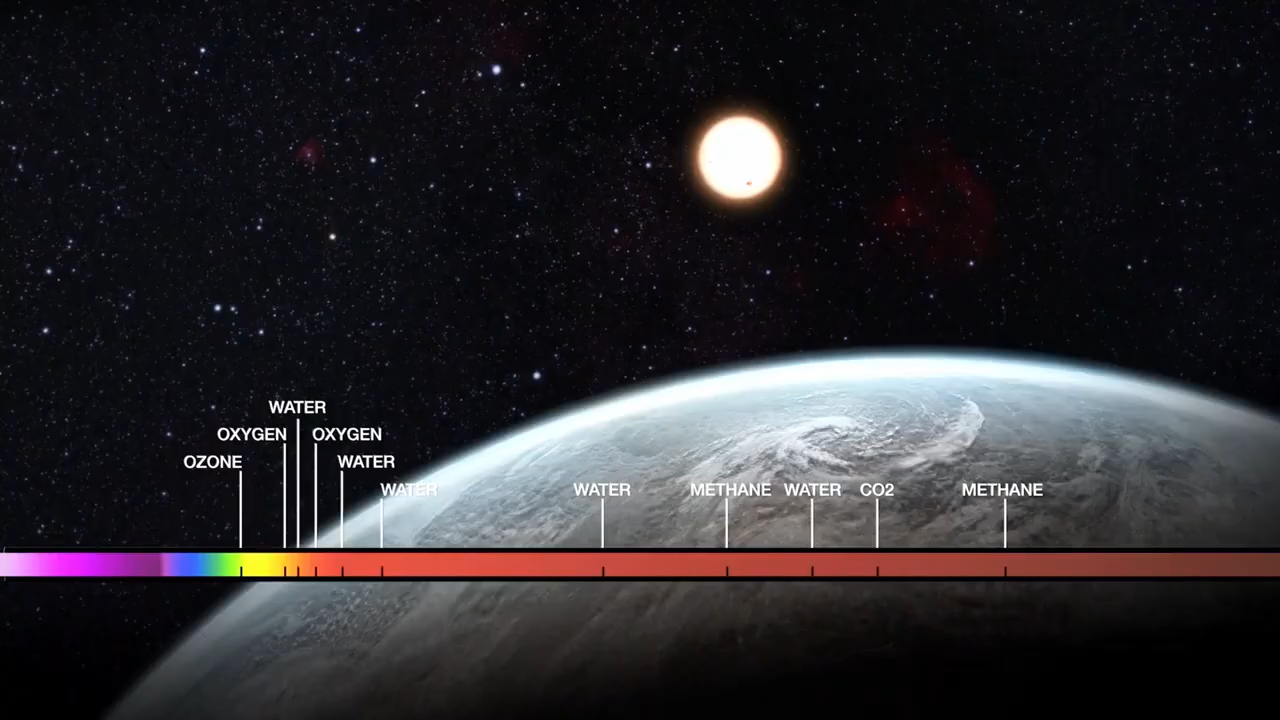 WATER
OXYGEN OXYGEN
OZONE WATER
WATER WATER METHANE WATER CO2 METHANE